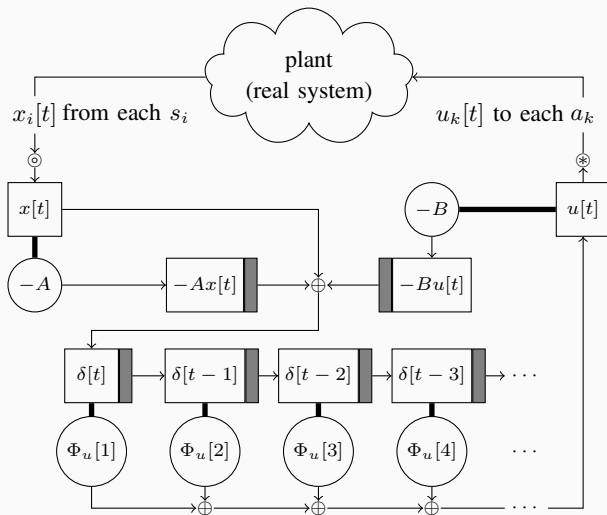 plant
(real system)
x_i[t] from each s_i
u_k[t] to each a_k
x[t]
−B
u[t]
−A
−Ax[t]
−Bu[t]
δ[t]
δ[t − 1]
δ[t − 2]
δ[t − 3]
···
Φ_u[1]
Φ_u[2]
Φ_u[3]
Φ_u[4]
···
···